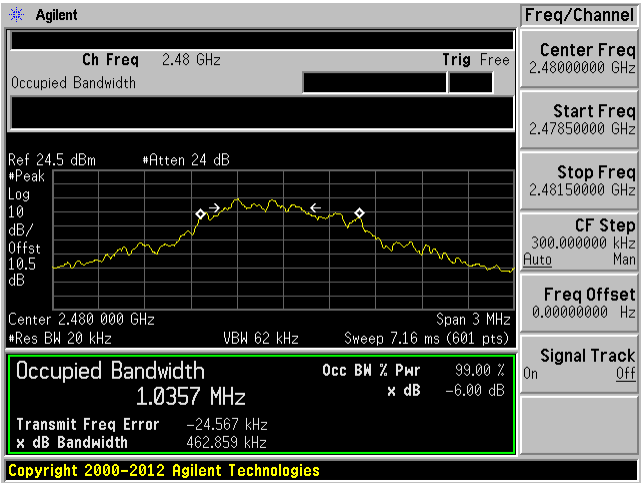 Agilent
Freq/Channel
Ch Freq 2.48 GHz Trig Free
Occupied Bandwidth
Center Freq
2.48000000 GHz
Start Freq
2.47850000 GHz
Stop Freq
2.48150000 GHz
CF Step
300.000000 kHz
Auto Man
Freq Offset
0.00000000 Hz
Signal Track
On Off
Ref 24.5 dBm #Atten 24 dB
#Peak
Log
10
dB/
Offst
10.5
dB
Center 2.480 000 GHz Span 3 MHz
#Res BW 20 kHz VBW 62 kHz Sweep 7.16 ms (601 pts)
Occupied Bandwidth Occ BW % Pwr 99.00 %
1.0357 MHz x dB -6.00 dB
Transmit Freq Error -24.567 kHz
x dB Bandwidth 462.859 kHz
Copyright 2000-2012 Agilent Technologies